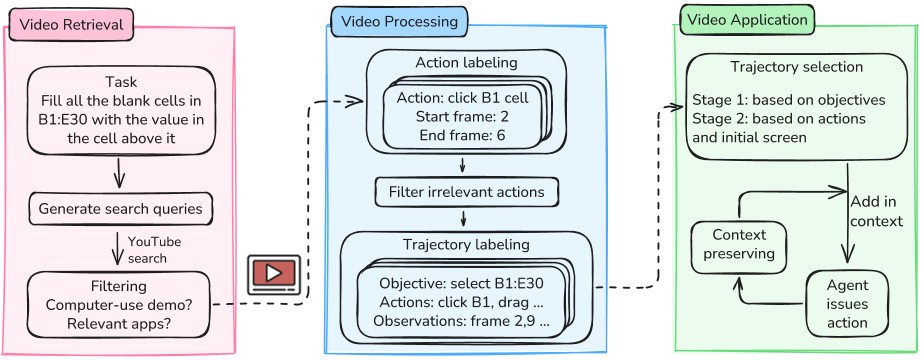 Video Retrieval
Task
Fill all the blank cells in
B1:E30 with the value in
the cell above it
Generate search queries
YouTube
search
Filtering
Computer-use demo?
Relevant apps?
Video Processing
Action labeling
Action: click B1 cell
Start frame: 2
End frame: 6
Filter irrelevant actions
Trajectory labeling
Objective: select B1:E30
Actions: click B1, drag ...
Observations: frame 2,9 ...
Video Application
Trajectory selection
Stage 1: based on objectives
Stage 2: based on actions
and initial screen
Add in
context
Context
preserving
Agent
issues
action